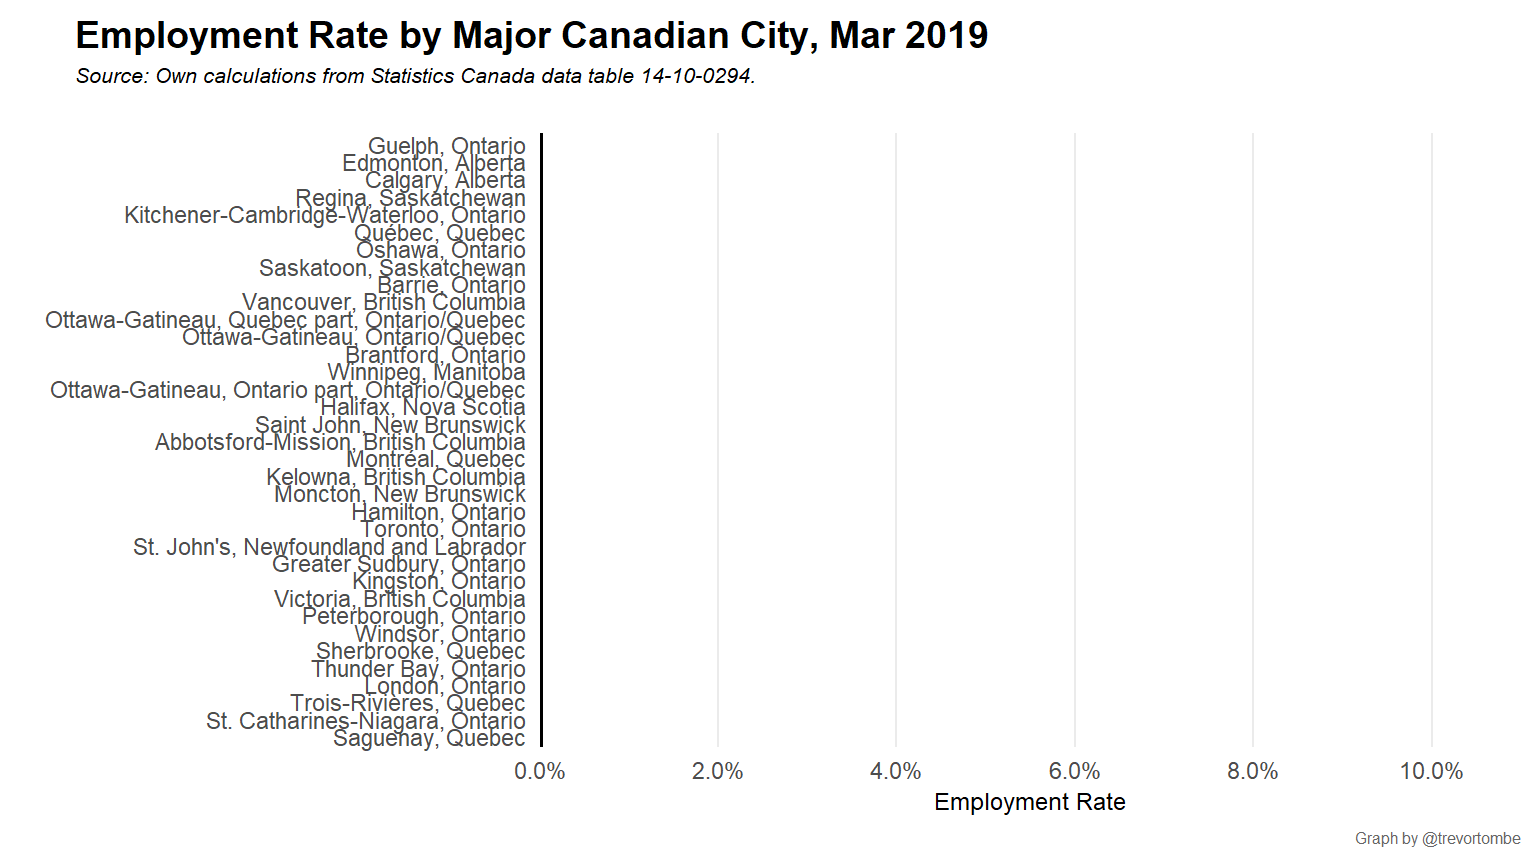 Employment Rate by Major Canadian City, Mar 2019
Source: Own calculations from Statistics Canada data table 14-10-0294.
Guelph, Ontario
Edmonton, Alberta
Calgary, Alberta
Regina, Saskatchewan
Kitchener-Cambridge-Waterloo, Ontario
Québec, Quebec
Oshawa, Ontario
Saskatoon, Saskatchewan
Barrie, Ontario
Vancouver, British Columbia
Ottawa-Gatineau, Quebec part, Ontario/Quebec
Ottawa-Gatineau, Ontario/Quebec
Brantford, Ontario
Winnipeg, Manitoba
Ottawa-Gatineau, Ontario part, Ontario/Quebec
Halifax, Nova Scotia
Saint John, New Brunswick
Abbotsford-Mission, British Columbia
Montréal, Quebec
Kelowna, British Columbia
Moncton, New Brunswick
Hamilton, Ontario
Toronto, Ontario
St. John's, Newfoundland and Labrador
Greater Sudbury, Ontario
Kingston, Ontario
Victoria, British Columbia
Peterborough, Ontario
Windsor, Ontario
Sherbrooke, Quebec
Thunder Bay, Ontario
London, Ontario
Trois-Rivières, Quebec
St. Catharines-Niagara, Ontario
Saguenay, Quebec
0.0% 2.0% 4.0% 6.0% 8.0% 10.0%
Employment Rate
Graph by @trevortombe